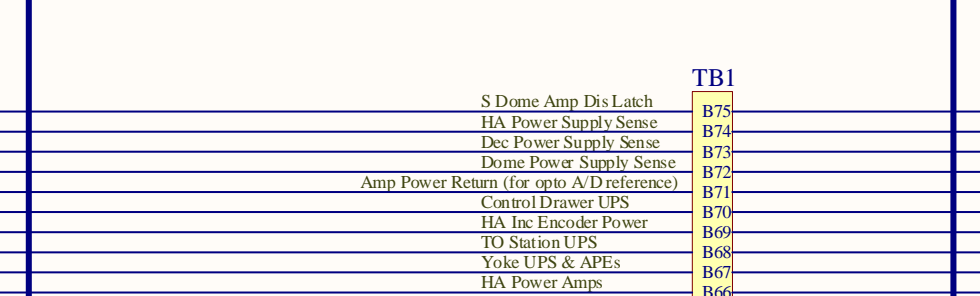 TB1
S Dome Amp Dis Latch B75
HA Power Supply Sense B74
Dec Power Supply Sense B73
Dome Power Supply Sense B72
Amp Power Return (for opto A/D reference) B71
Control Drawer UPS B70
HA Inc Encoder Power B69
TO Station UPS B68
Yoke UPS & APEs B67
HA Power Amps B66